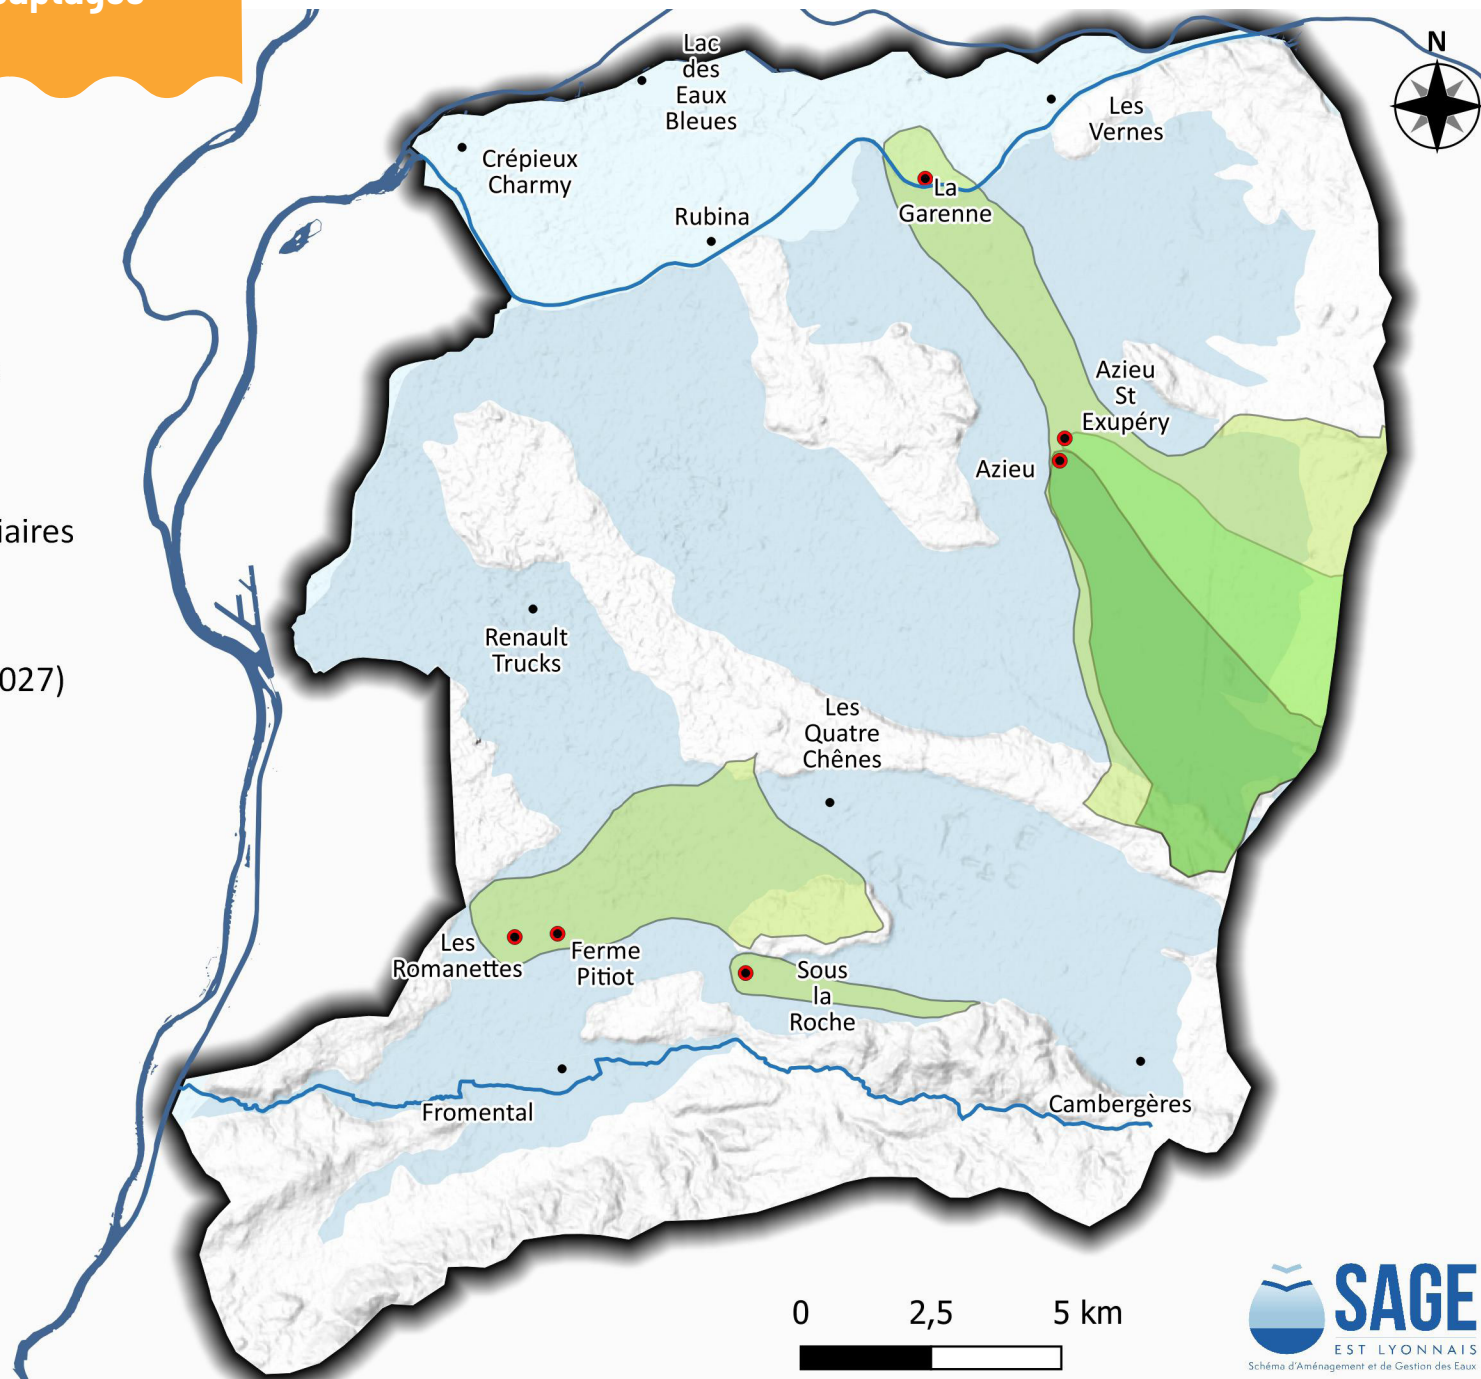 N
Lac
des
Eaux
Bleues
Les
Vernes
Crépieux
Charmy
La
Garenne
Rubina
Azieu
St
Exupéry
Azieu
iaires
Renault
Trucks
027)
Les
Quatre
Chênes
Les
Romanettes
Ferme
Pitiot
Sous
la
Roche
Fromental
Cambergères
0 2,5 5 km
SAGE
EST LYONNAIS
Schéma d'Aménagement et de Gestion des Eaux